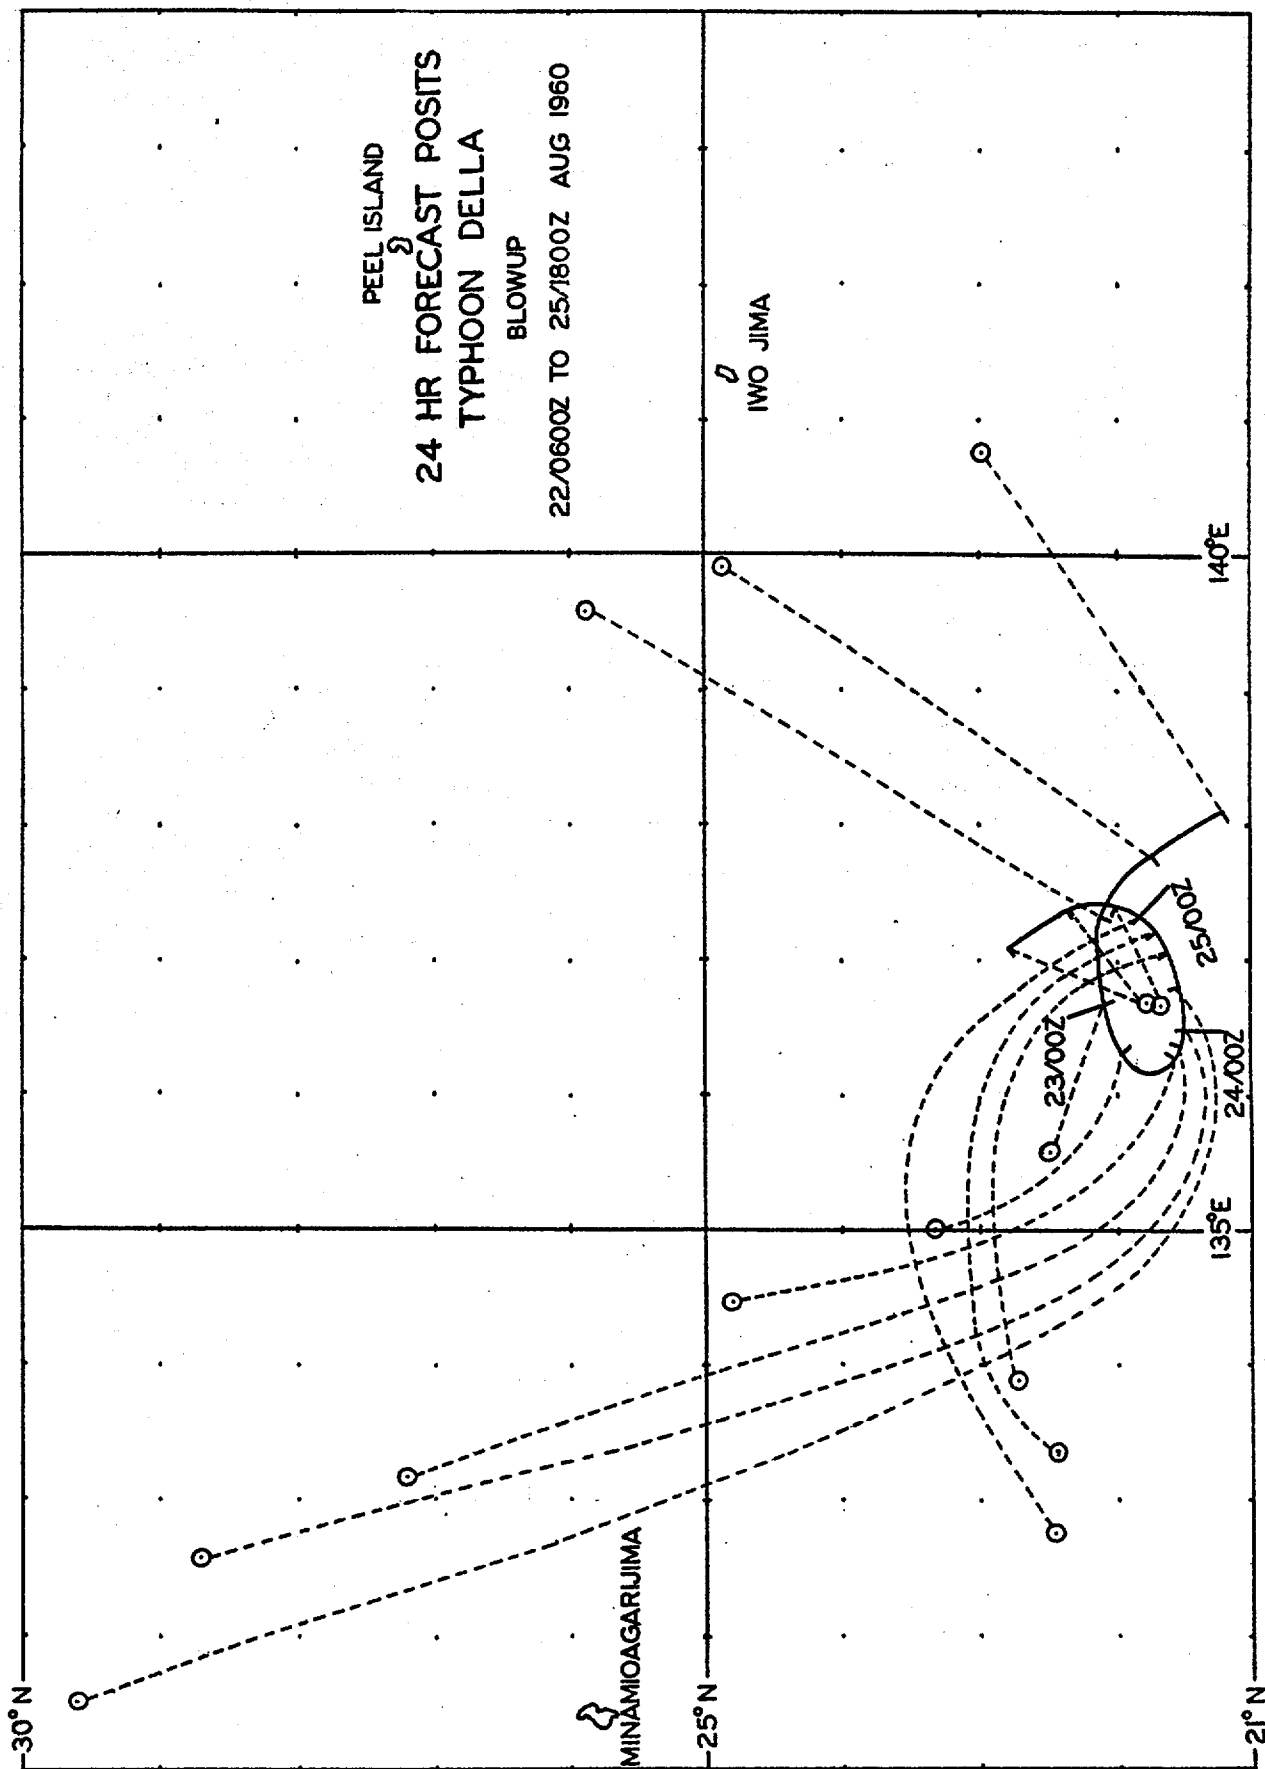 PEEL ISLAND
24 HR FORECAST POSITS
TYPHOON DELLA
BLOWUP
22/0600Z TO 25/1800Z AUG 1960
IWO JIMA
MINAMIOAGARIJIMA
23/00Z
24/00Z
25/00Z
30°N
25°N
21°N
135°E
140°E